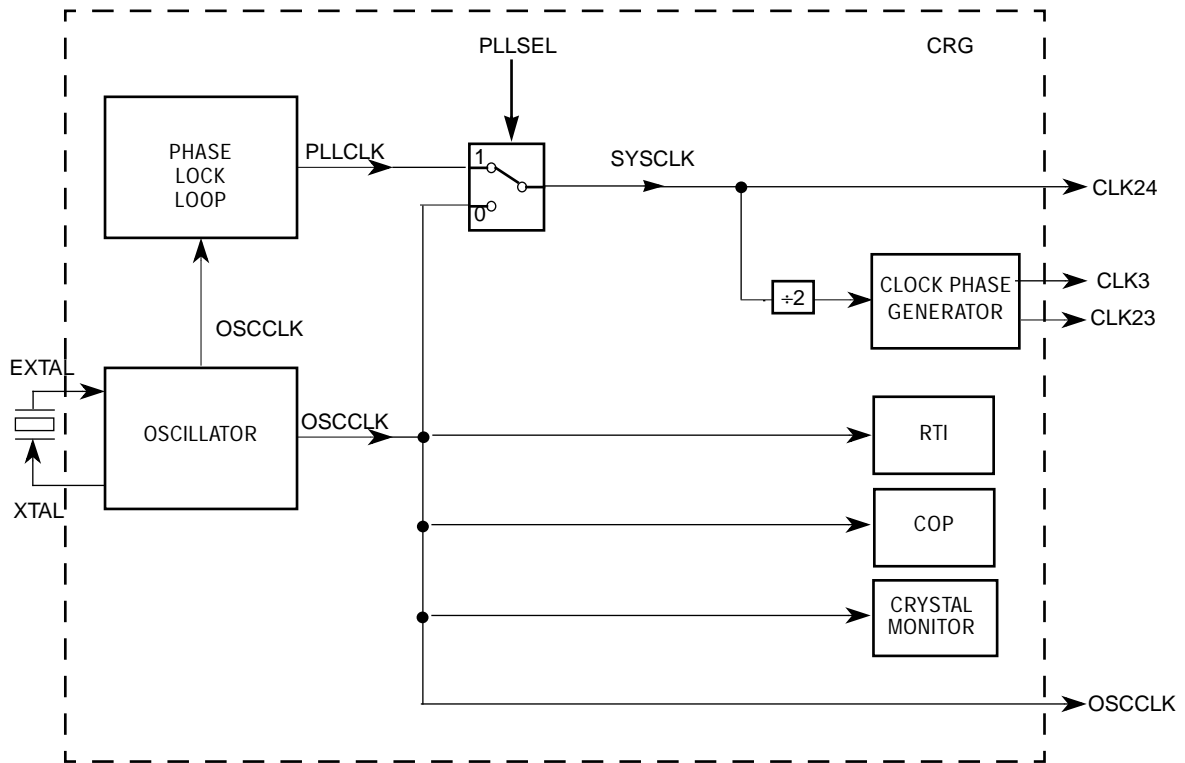 PLLSEL
CRG
PHASE
LOCK
LOOP
PLLCLK
1
0
SYSCLK
CLK24
÷2
CLOCK PHASE
GENERATOR
CLK3
CLK23
OSCCLK
EXTAL
XTAL
OSCILLATOR
OSCCLK
RTI
COP
CRYSTAL
MONITOR
OSCCLK